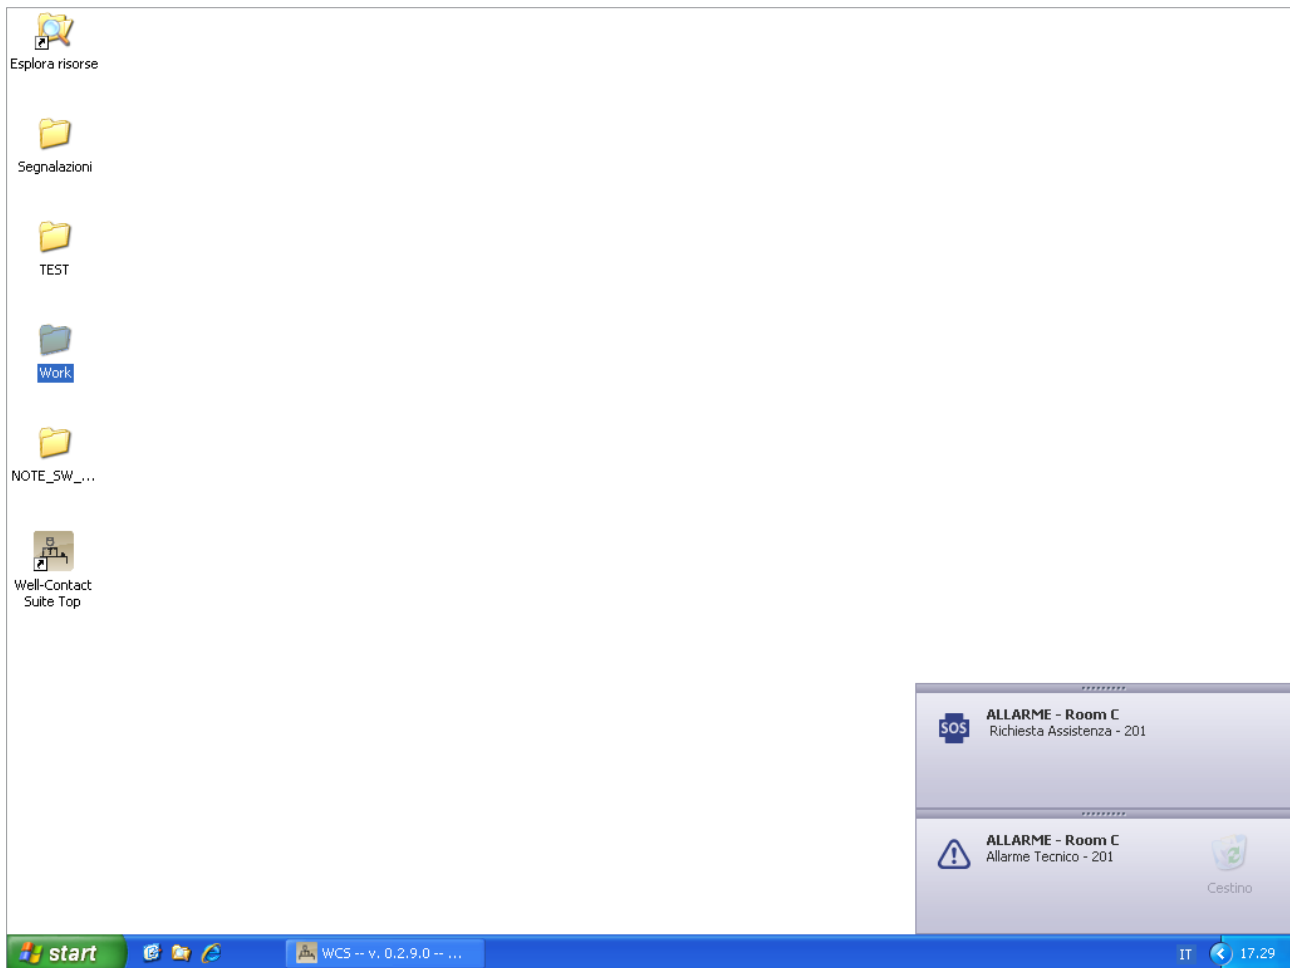 Esplora risorse
Segnalazioni
TEST
Work
NOTE_SW_...
Well-Contact
Suite Top
SOS
ALLARME - Room C
Richiesta Assistenza - 201
ALLARME - Room C
Allarme Tecnico - 201
Cestino
start
WCS -- v. 0.2.9.0 -- ...
IT
17.29